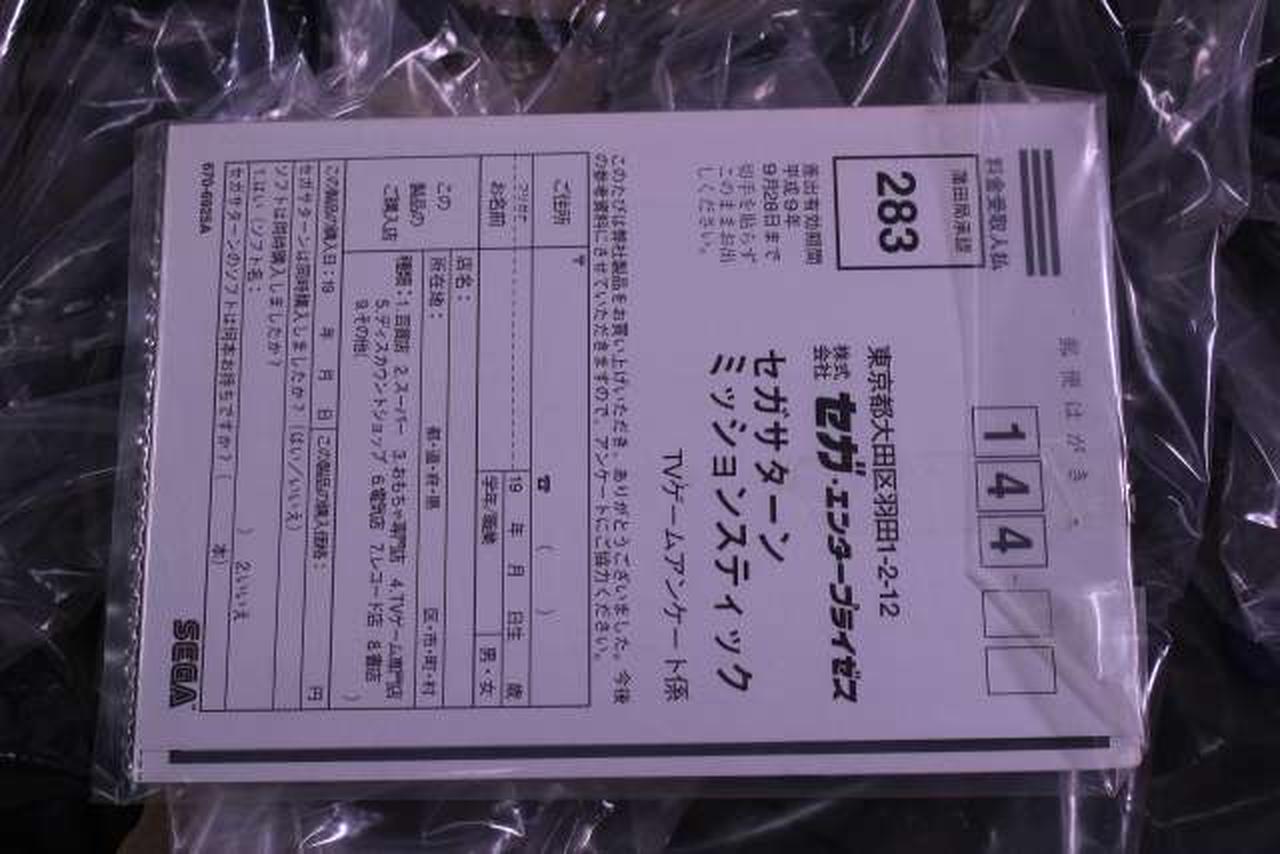 郵便はがき
1 4 4
料金受取人払
蒲田局承認
283
差出有効期間
平成9年
9月28日まで
切手を貼らず
このままお出
しください。
東京都大田区羽田1-2-12
株式会社 セガ・エンタープライゼス
セガサターン
ミッションスティック
TVゲームアンケート係
このたびは弊社製品をお買い上げいただき、ありがとうございました。今後
の参考資料にさせていただきますので、アンケートにご協力ください。
ご住所 〒
☎ ( )
フリガナ
お名前
19 年 月 日生 歳
学年/職業 男・女
この
製品の
ご購入店
店名：
所在地： 都・道・府・県 区・市・町・村
種類：1.百貨店 2.スーパー 3.おもちゃ専門店 4.TVゲーム専門店
5.ディスカウントショップ 6.電気店 7.レコード店 8.書店
9.その他( )
この製品の購入日：19 年 月 日 この製品の購入価格： 円
セガサターンは同時購入しましたか？（はい／いいえ）
ソフトは同時購入しましたか？
1.はい（ソフト名： ） 2.いいえ
セガサターンのソフトは何本お持ちですか？（ 本）
670-6928A
SEGA